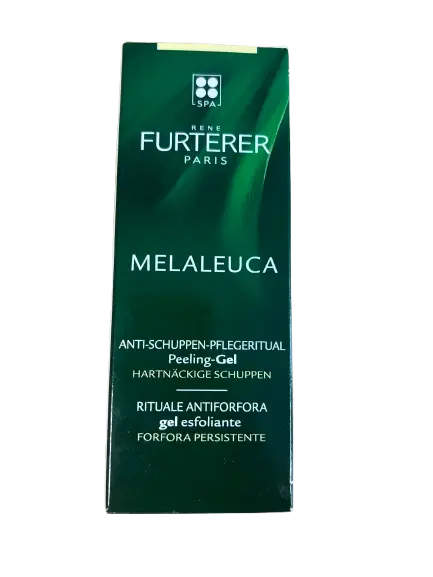 SPA
RENE
FURTERER
PARIS
MELALEUCA
ANTI-SCHUPPEN-PFLEGERITUAL
Peeling-Gel
HARTNÄCKIGE SCHUPPEN
RITUALE ANTIFORFORA
gel esfoliante
FORFORA PERSISTENTE